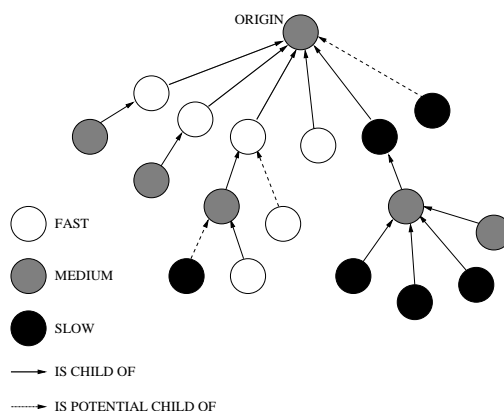 ORIGIN
FAST
MEDIUM
SLOW
IS CHILD OF
IS POTENTIAL CHILD OF